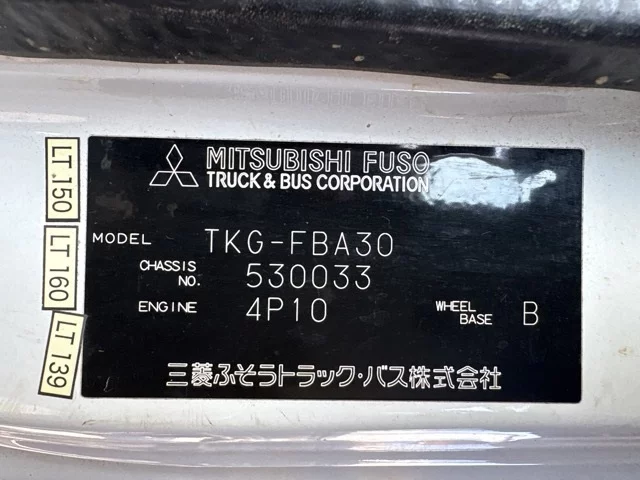 MITSUBISHI FUSO
TRUCK & BUS CORPORATION
MODEL TKG-FBA30
CHASSIS NO. 530033
ENGINE 4P10 WHEEL BASE B
三菱ふそうトラック・バス株式会社
LT 150
LT 160
LT 139